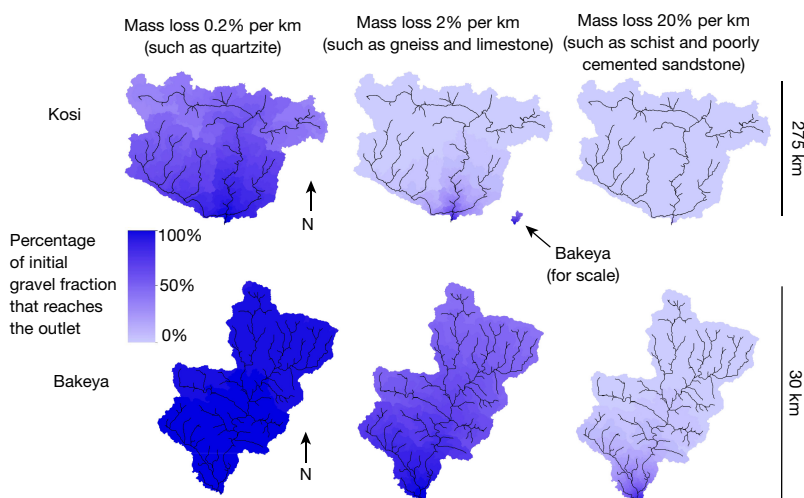 Mass loss 0.2% per km
(such as quartzite)
Mass loss 2% per km
(such as gneiss and limestone)
Mass loss 20% per km
(such as schist and poorly
cemented sandstone)
Kosi
275 km
N
Bakeya
(for scale)
Percentage
of initial
gravel fraction
that reaches
the outlet
100%
50%
0%
Bakeya
30 km
N